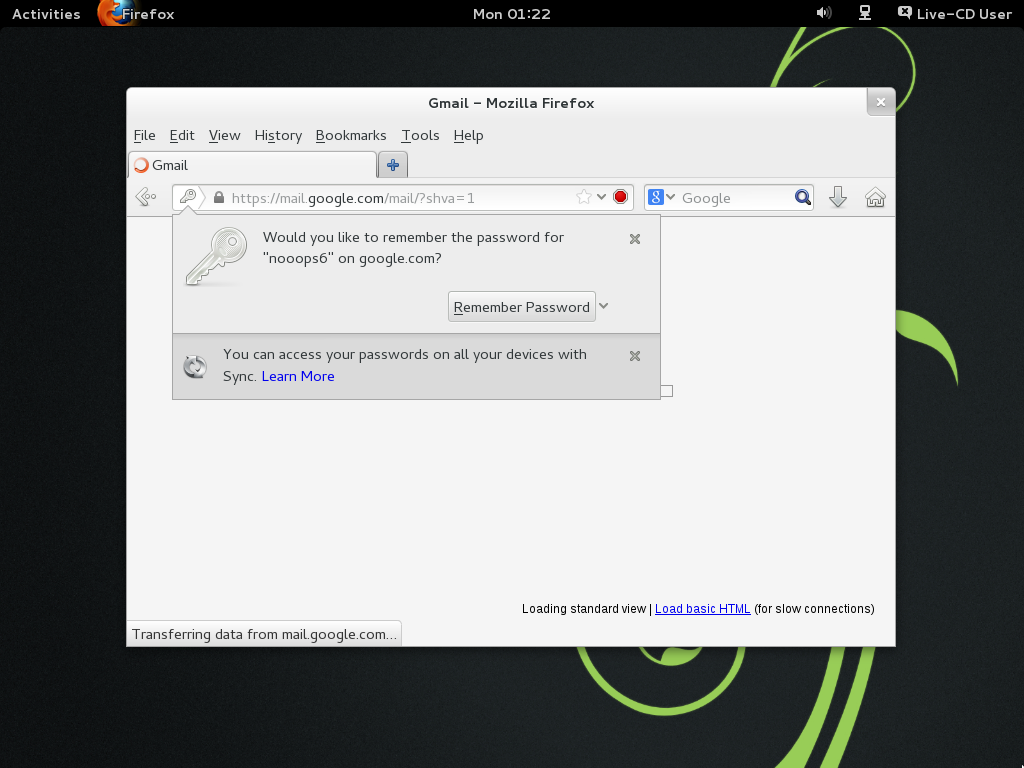 Activities Firefox Mon 01:22 Live-CD User
Gmail - Mozilla Firefox
File Edit View History Bookmarks Tools Help
Gmail
https://mail.google.com/mail/?shva=1 8 Google
Would you like to remember the password for
"nooops6" on google.com?
Remember Password
You can access your passwords on all your devices with
Sync. Learn More
Loading standard view | Load basic HTML (for slow connections)
Transferring data from mail.google.com...